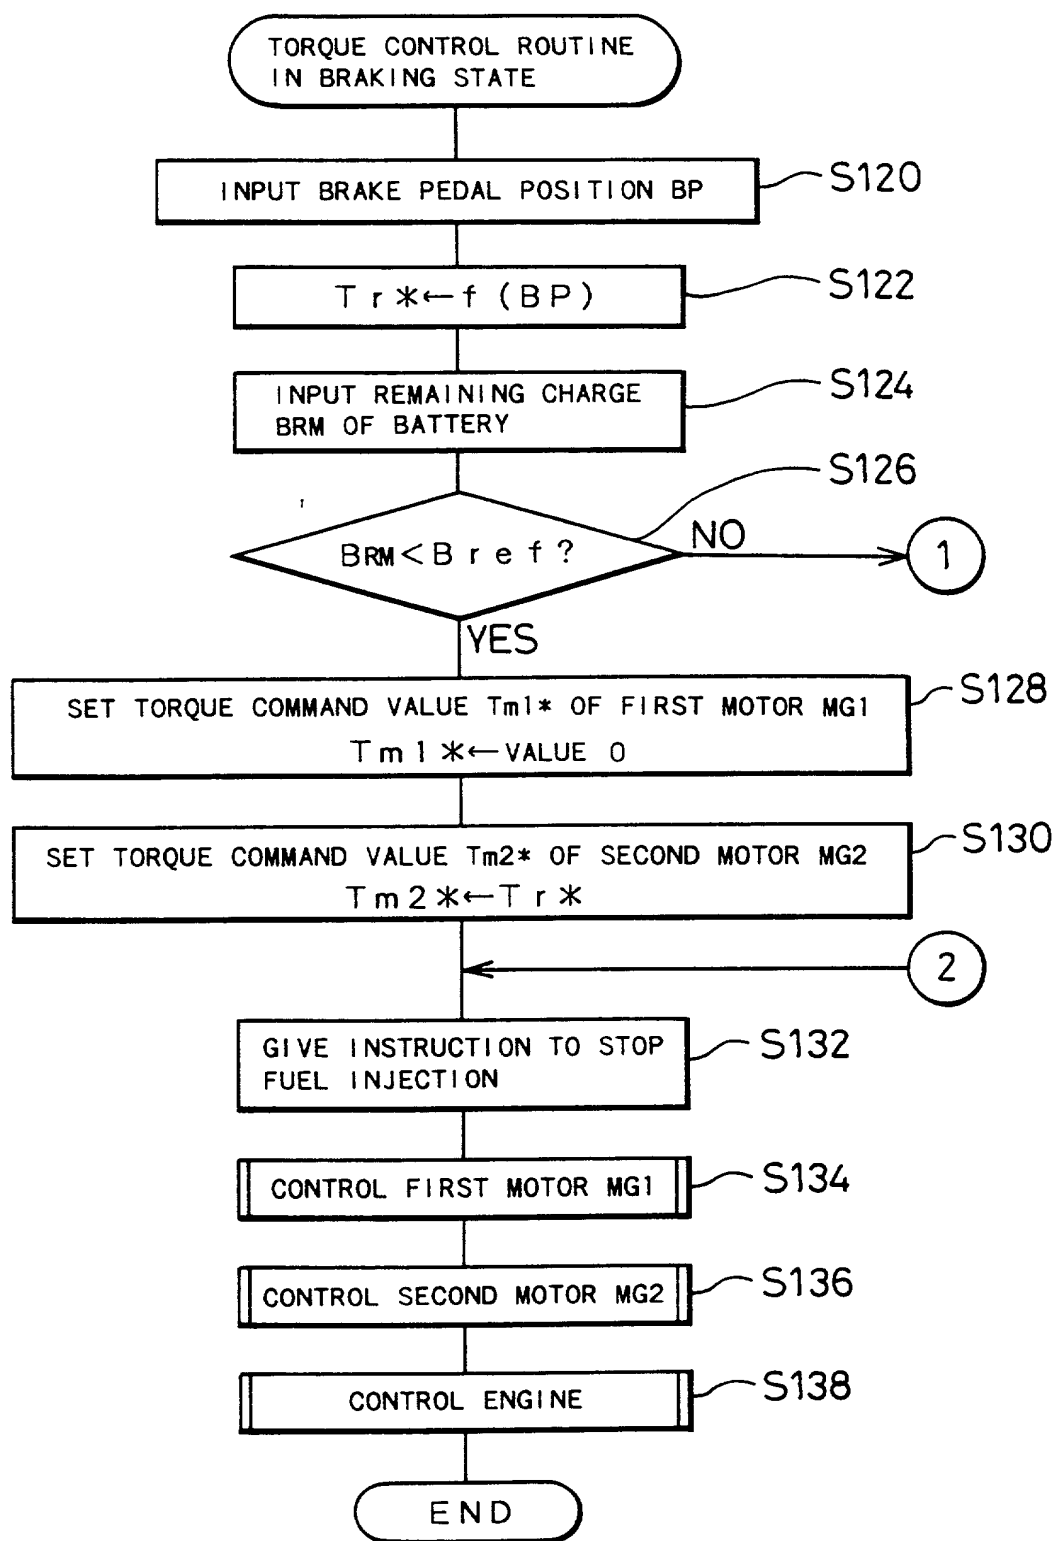 TORQUE CONTROL ROUTINE
IN BRAKING STATE
INPUT BRAKE PEDAL POSITION BP
S120
Tr*←f(BP)
S122
INPUT REMAINING CHARGE
BRM OF BATTERY
S124
S126
BRM<Bref?
NO
1
YES
SET TORQUE COMMAND VALUE Tm1* OF FIRST MOTOR MG1
Tm1*←VALUE 0
S128
SET TORQUE COMMAND VALUE Tm2* OF SECOND MOTOR MG2
Tm2*←Tr*
S130
2
GIVE INSTRUCTION TO STOP
FUEL INJECTION
S132
CONTROL FIRST MOTOR MG1
S134
CONTROL SECOND MOTOR MG2
S136
CONTROL ENGINE
S138
END